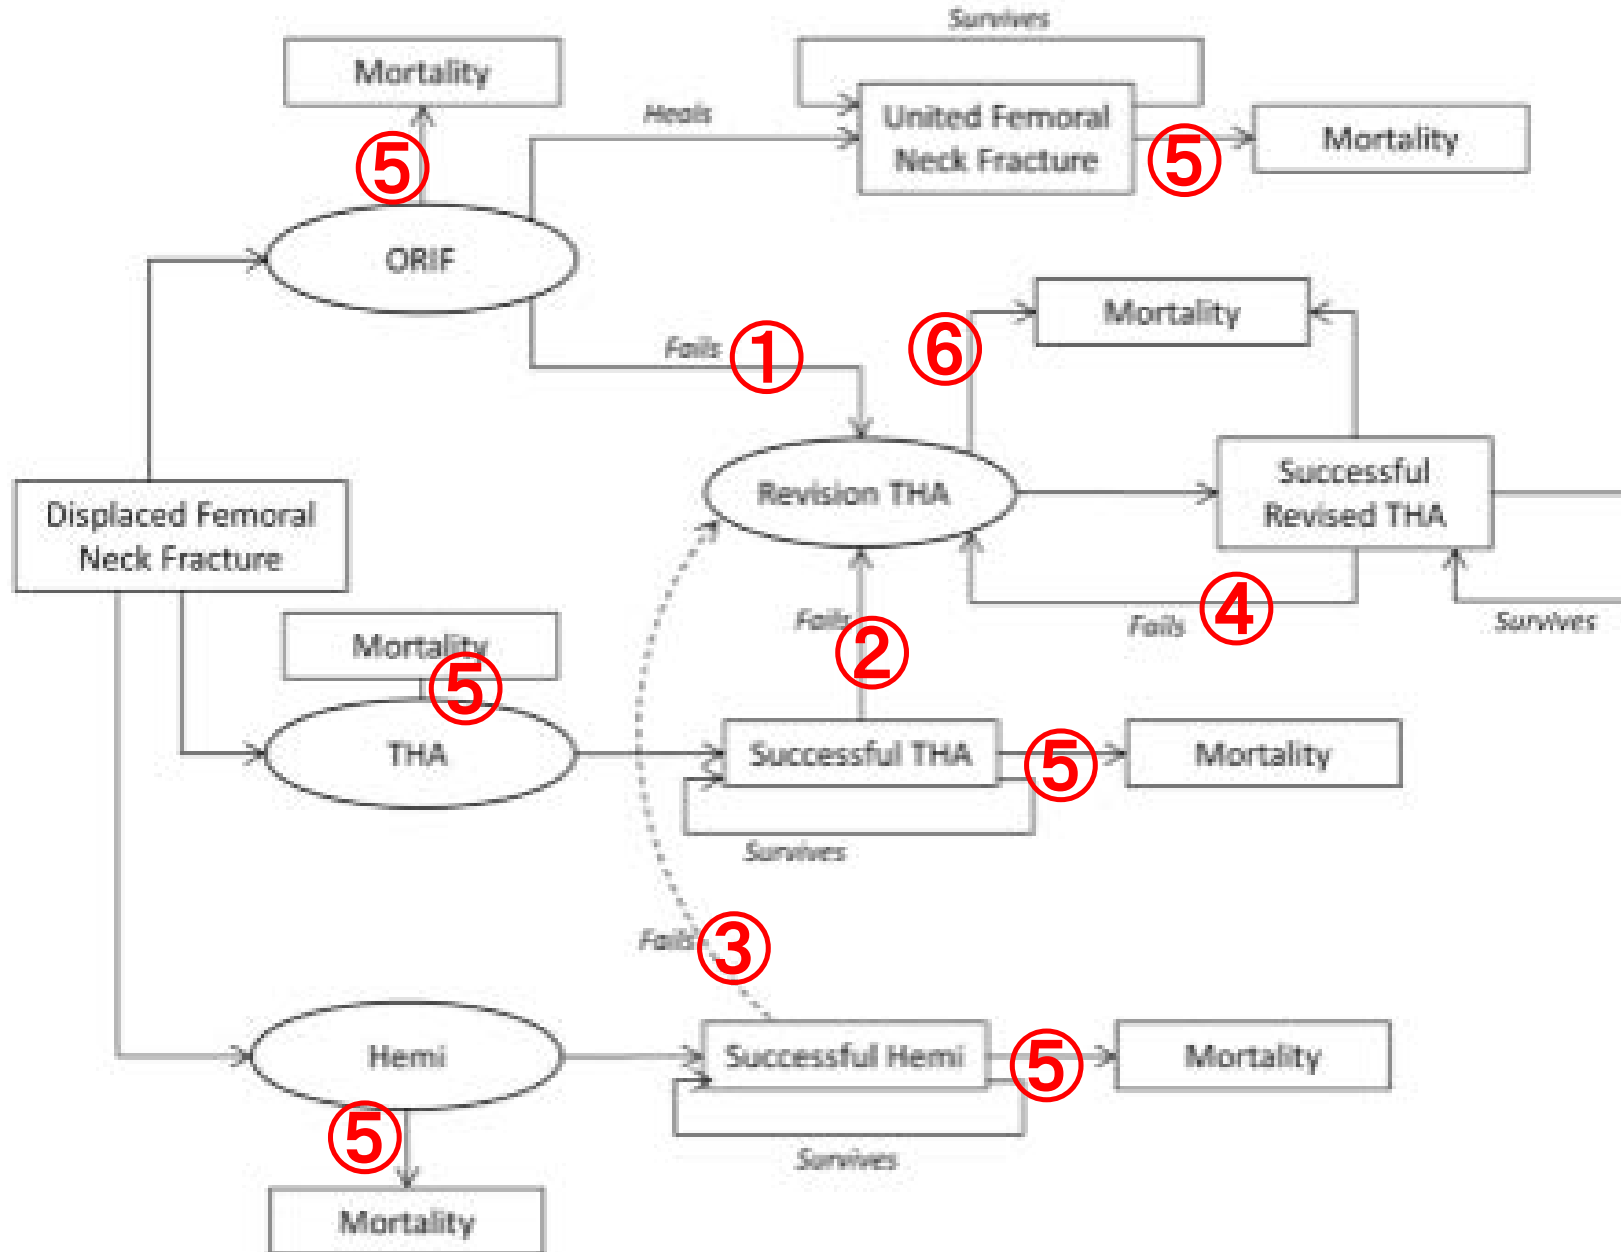 Survives
Mortality
Heals
United Femoral
Neck Fracture
⑤
⑤
Mortality
ORIF
Mortality
⑥
Fails
①
Displaced Femoral
Neck Fracture
Revision THA
Successful
Revised THA
Fails
②
Fails
④
Survives
Mortality
⑤
THA
Successful THA
⑤
Mortality
Survives
Fails
③
Hemi
Successful Hemi
⑤
Mortality
⑤
Survives
Mortality